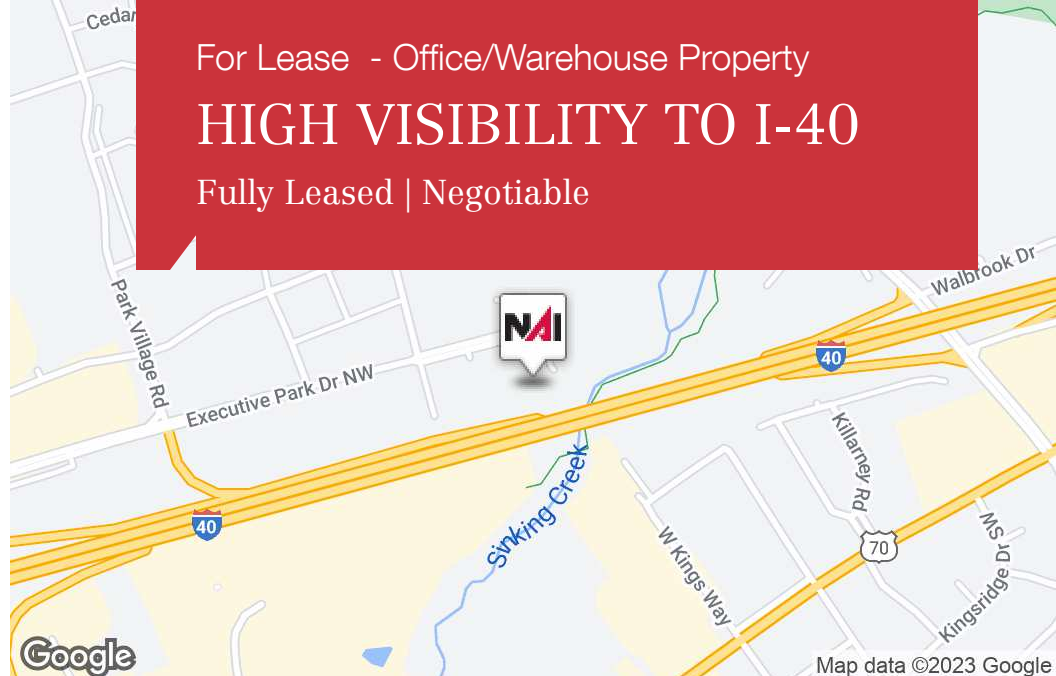 Cedar
For Lease - Office/Warehouse Property
HIGH VISIBILITY TO I-40
Fully Leased | Negotiable
Walbrook Dr
Park Village Rd
NAI
40
Executive Park Dr NW
Killarney Rd
Sinking Creek
40
70
W Kings Way
Kingsridge Dr SW
Google
Map data ©2023 Google